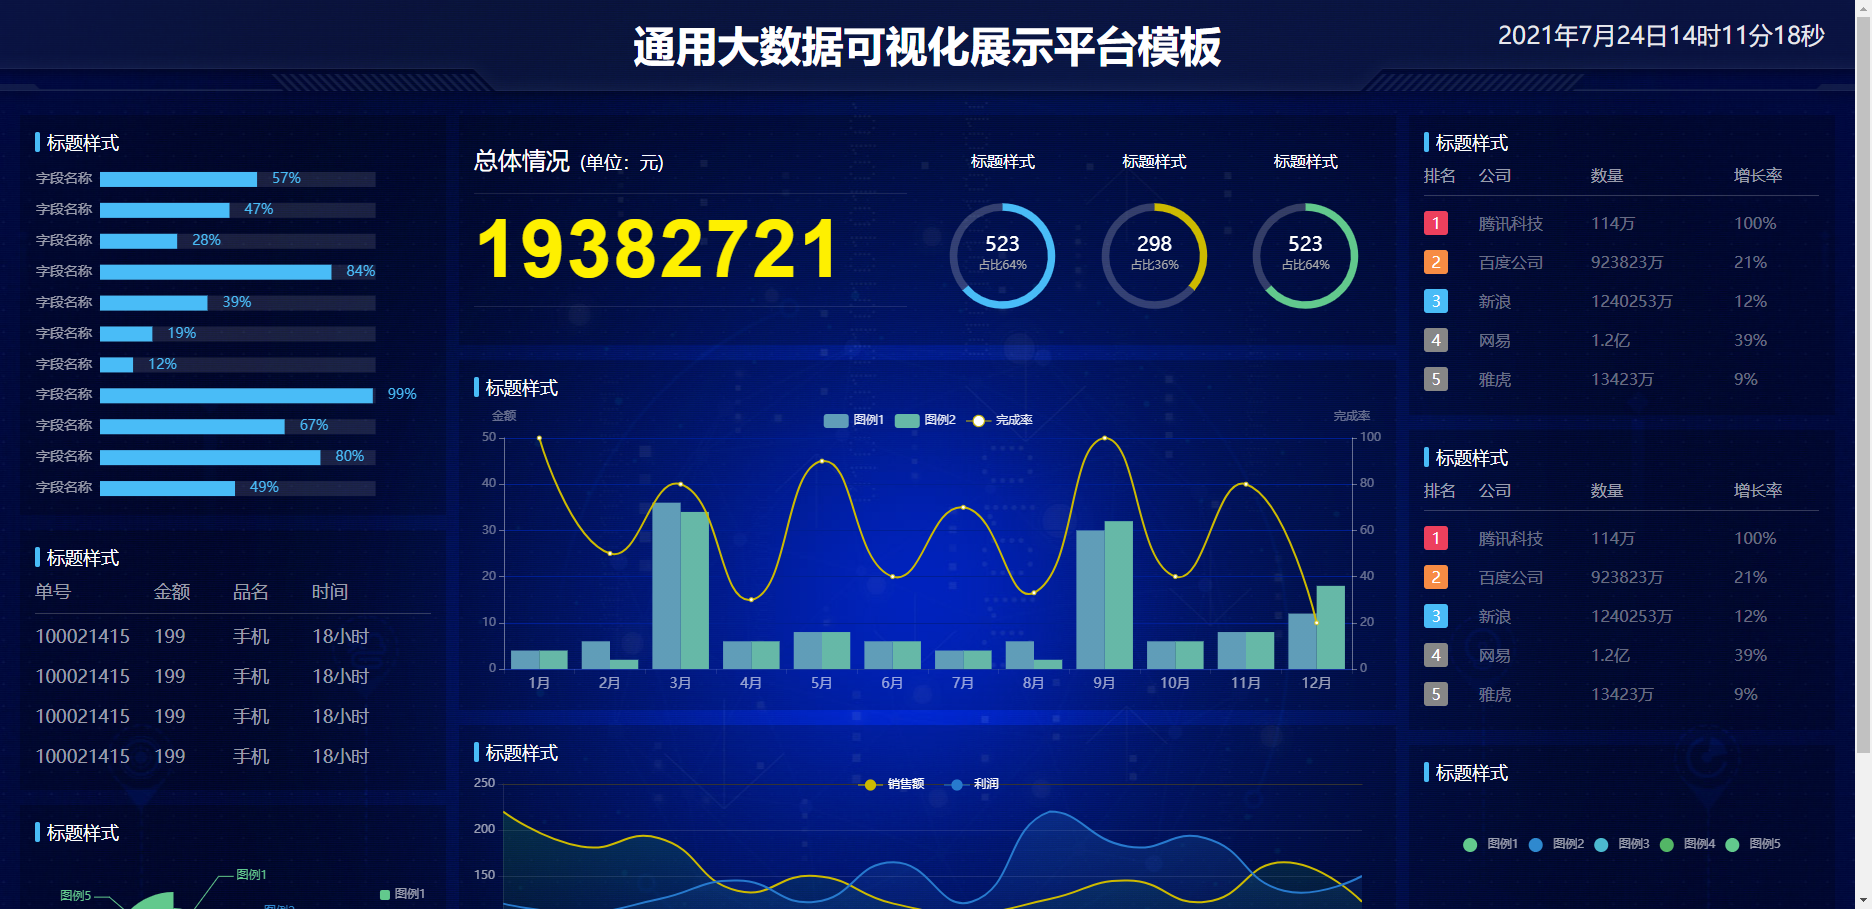 通用大数据可视化展示平台模板
2021年7月24日14时11分18秒
标题样式
字段名称 57%
字段名称 47%
字段名称 28%
字段名称 84%
字段名称 39%
字段名称 19%
字段名称 12%
字段名称 99%
字段名称 67%
字段名称 80%
字段名称 49%
标题样式
单号 金额 品名 时间
100021415 199 手机 18小时
100021415 199 手机 18小时
100021415 199 手机 18小时
100021415 199 手机 18小时
标题样式
图例1
图例5
图例1
总体情况 (单位：元)
19382721
标题样式 标题样式 标题样式
523 298 523
占比64% 占比36% 占比64%
标题样式
金额 图例1 图例2 完成率 完成率
50 100
40 80
30 60
20 40
10 20
0 0
1月 2月 3月 4月 5月 6月 7月 8月 9月 10月 11月 12月
标题样式
250 销售额 利润
200
150
标题样式
排名 公司 数量 增长率
1 腾讯科技 114万 100%
2 百度公司 923823万 21%
3 新浪 1240253万 12%
4 网易 1.2亿 39%
5 雅虎 13423万 9%
标题样式
排名 公司 数量 增长率
1 腾讯科技 114万 100%
2 百度公司 923823万 21%
3 新浪 1240253万 12%
4 网易 1.2亿 39%
5 雅虎 13423万 9%
标题样式
图例1 图例2 图例3 图例4 图例5